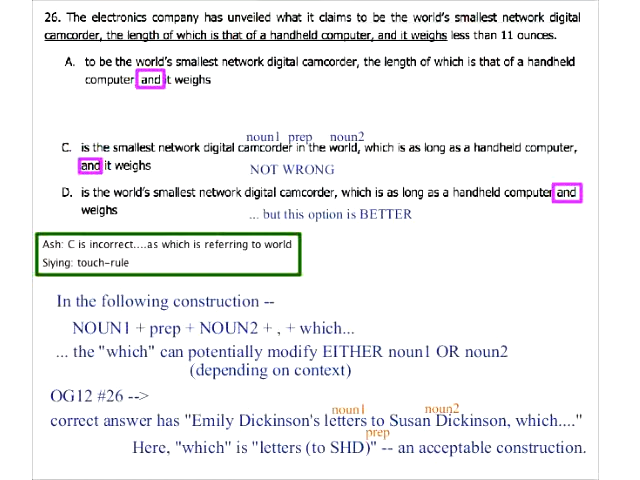 26. The electronics company has unveiled what it claims to be the world's smallest network digital
camcorder, the length of which is that of a handheld computer, and it weighs less than 11 ounces.
A. to be the world's smallest network digital camcorder, the length of which is that of a handheld
computer and it weighs
noun1 prep noun2
C. is the smallest network digital camcorder in the world, which is as long as a handheld computer,
and it weighs
NOT WRONG
D. is the world's smallest network digital camcorder, which is as long as a handheld computer and
weighs
... but this option is BETTER
Ash: C is incorrect....as which is referring to world
Siying: touch-rule
In the following construction --
NOUN1 + prep + NOUN2 + , + which...
... the "which" can potentially modify EITHER noun1 OR noun2
(depending on context)
OG12 #26 -->
noun1 noun2
correct answer has "Emily Dickinson's letters to Susan Dickinson, which...."
prep
Here, "which" is "letters (to SHD)" -- an acceptable construction.